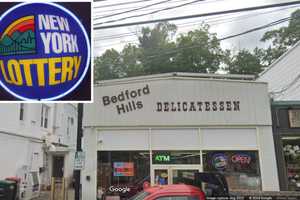 NEW
YORK
LOTTERY
Bedford
Hills
DELICATESSEN
ATM
OPEN
Google